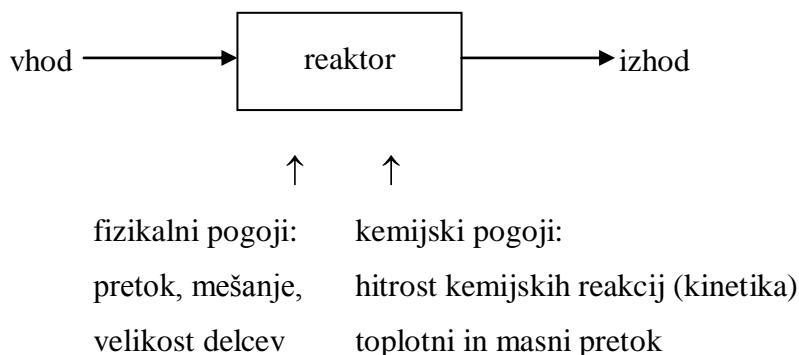 vhod reaktor izhod
↑ ↑
fizikalni pogoji: kemijski pogoji:
pretok, mešanje, hitrost kemijskih reakcij (kinetika)
velikost delcev toplotni in masni pretok